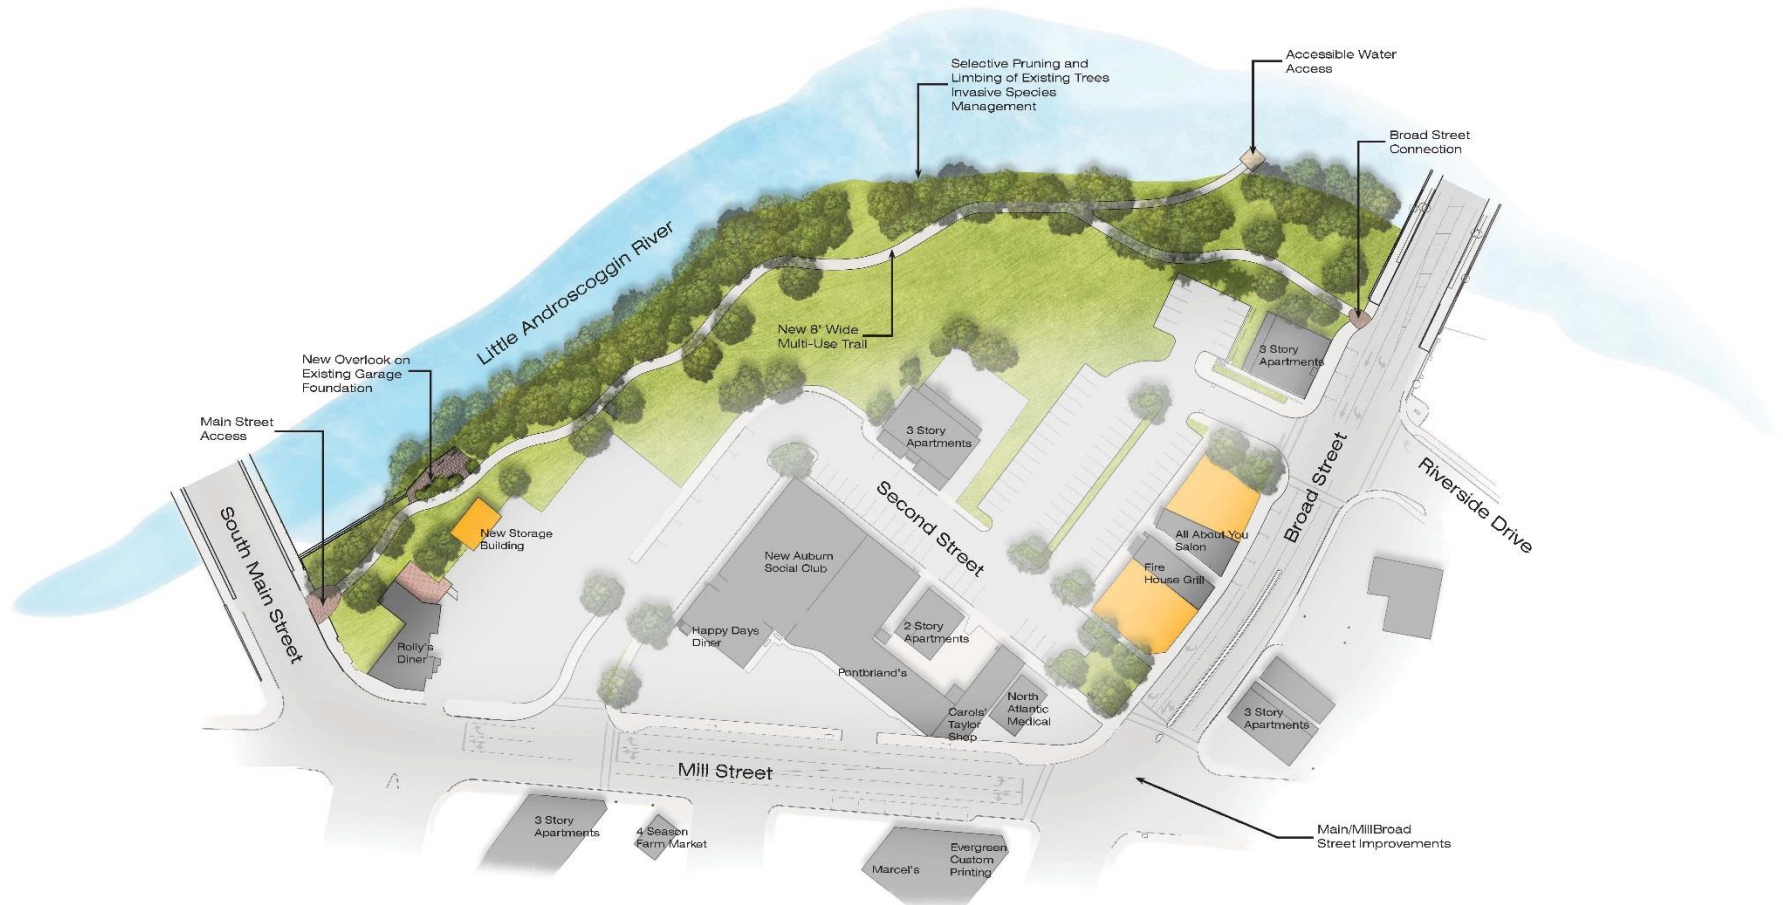 Accessible Water
Access
Selective Pruning and
Limbing of Existing Trees
Invasive Species
Management
Broad Street
Connection
Little Androscoggin River
New 8' Wide
Multi-Use Trail
New Overlook on
Existing Garage
Foundation
3 Story
Apartments
Main Street
Access
3 Story
Apartments
Second Street
Broad Street
Riverside Drive
South Main Street
New Storage
Building
All About You
Salon
New Auburn
Social Club
Fire
House Grill
Happy Days
Diner
2 Story
Apartments
Rolly's
Diner
Pontbriand's
North
Atlantic
Medical
Carols'
Taylor
Shop
3 Story
Apartments
Mill Street
3 Story
Apartments
4 Season
Farm Market
Main/MillBroad
Street Improvements
Marcel's
Evergreen
Custom
Printing